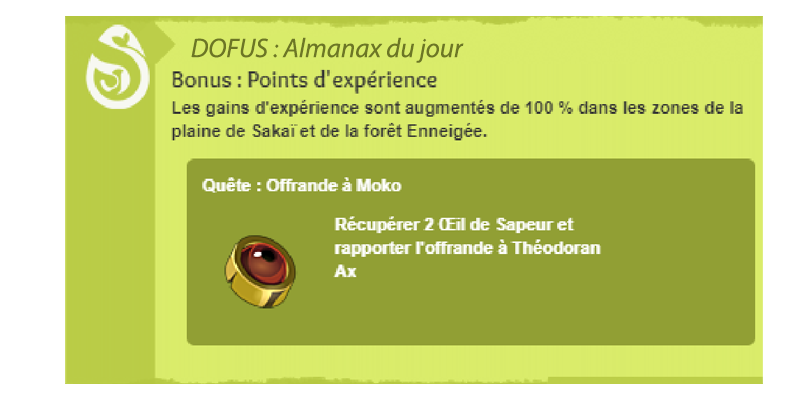 DOFUS : Almanax du jour
Bonus : Points d'expérience
Les gains d'expérience sont augmentés de 100 % dans les zones de la
plaine de Sakaï et de la forêt Enneigée.
Quête : Offrande à Moko
Récupérer 2 Œil de Sapeur et
rapporter l'offrande à Théodoran
Ax